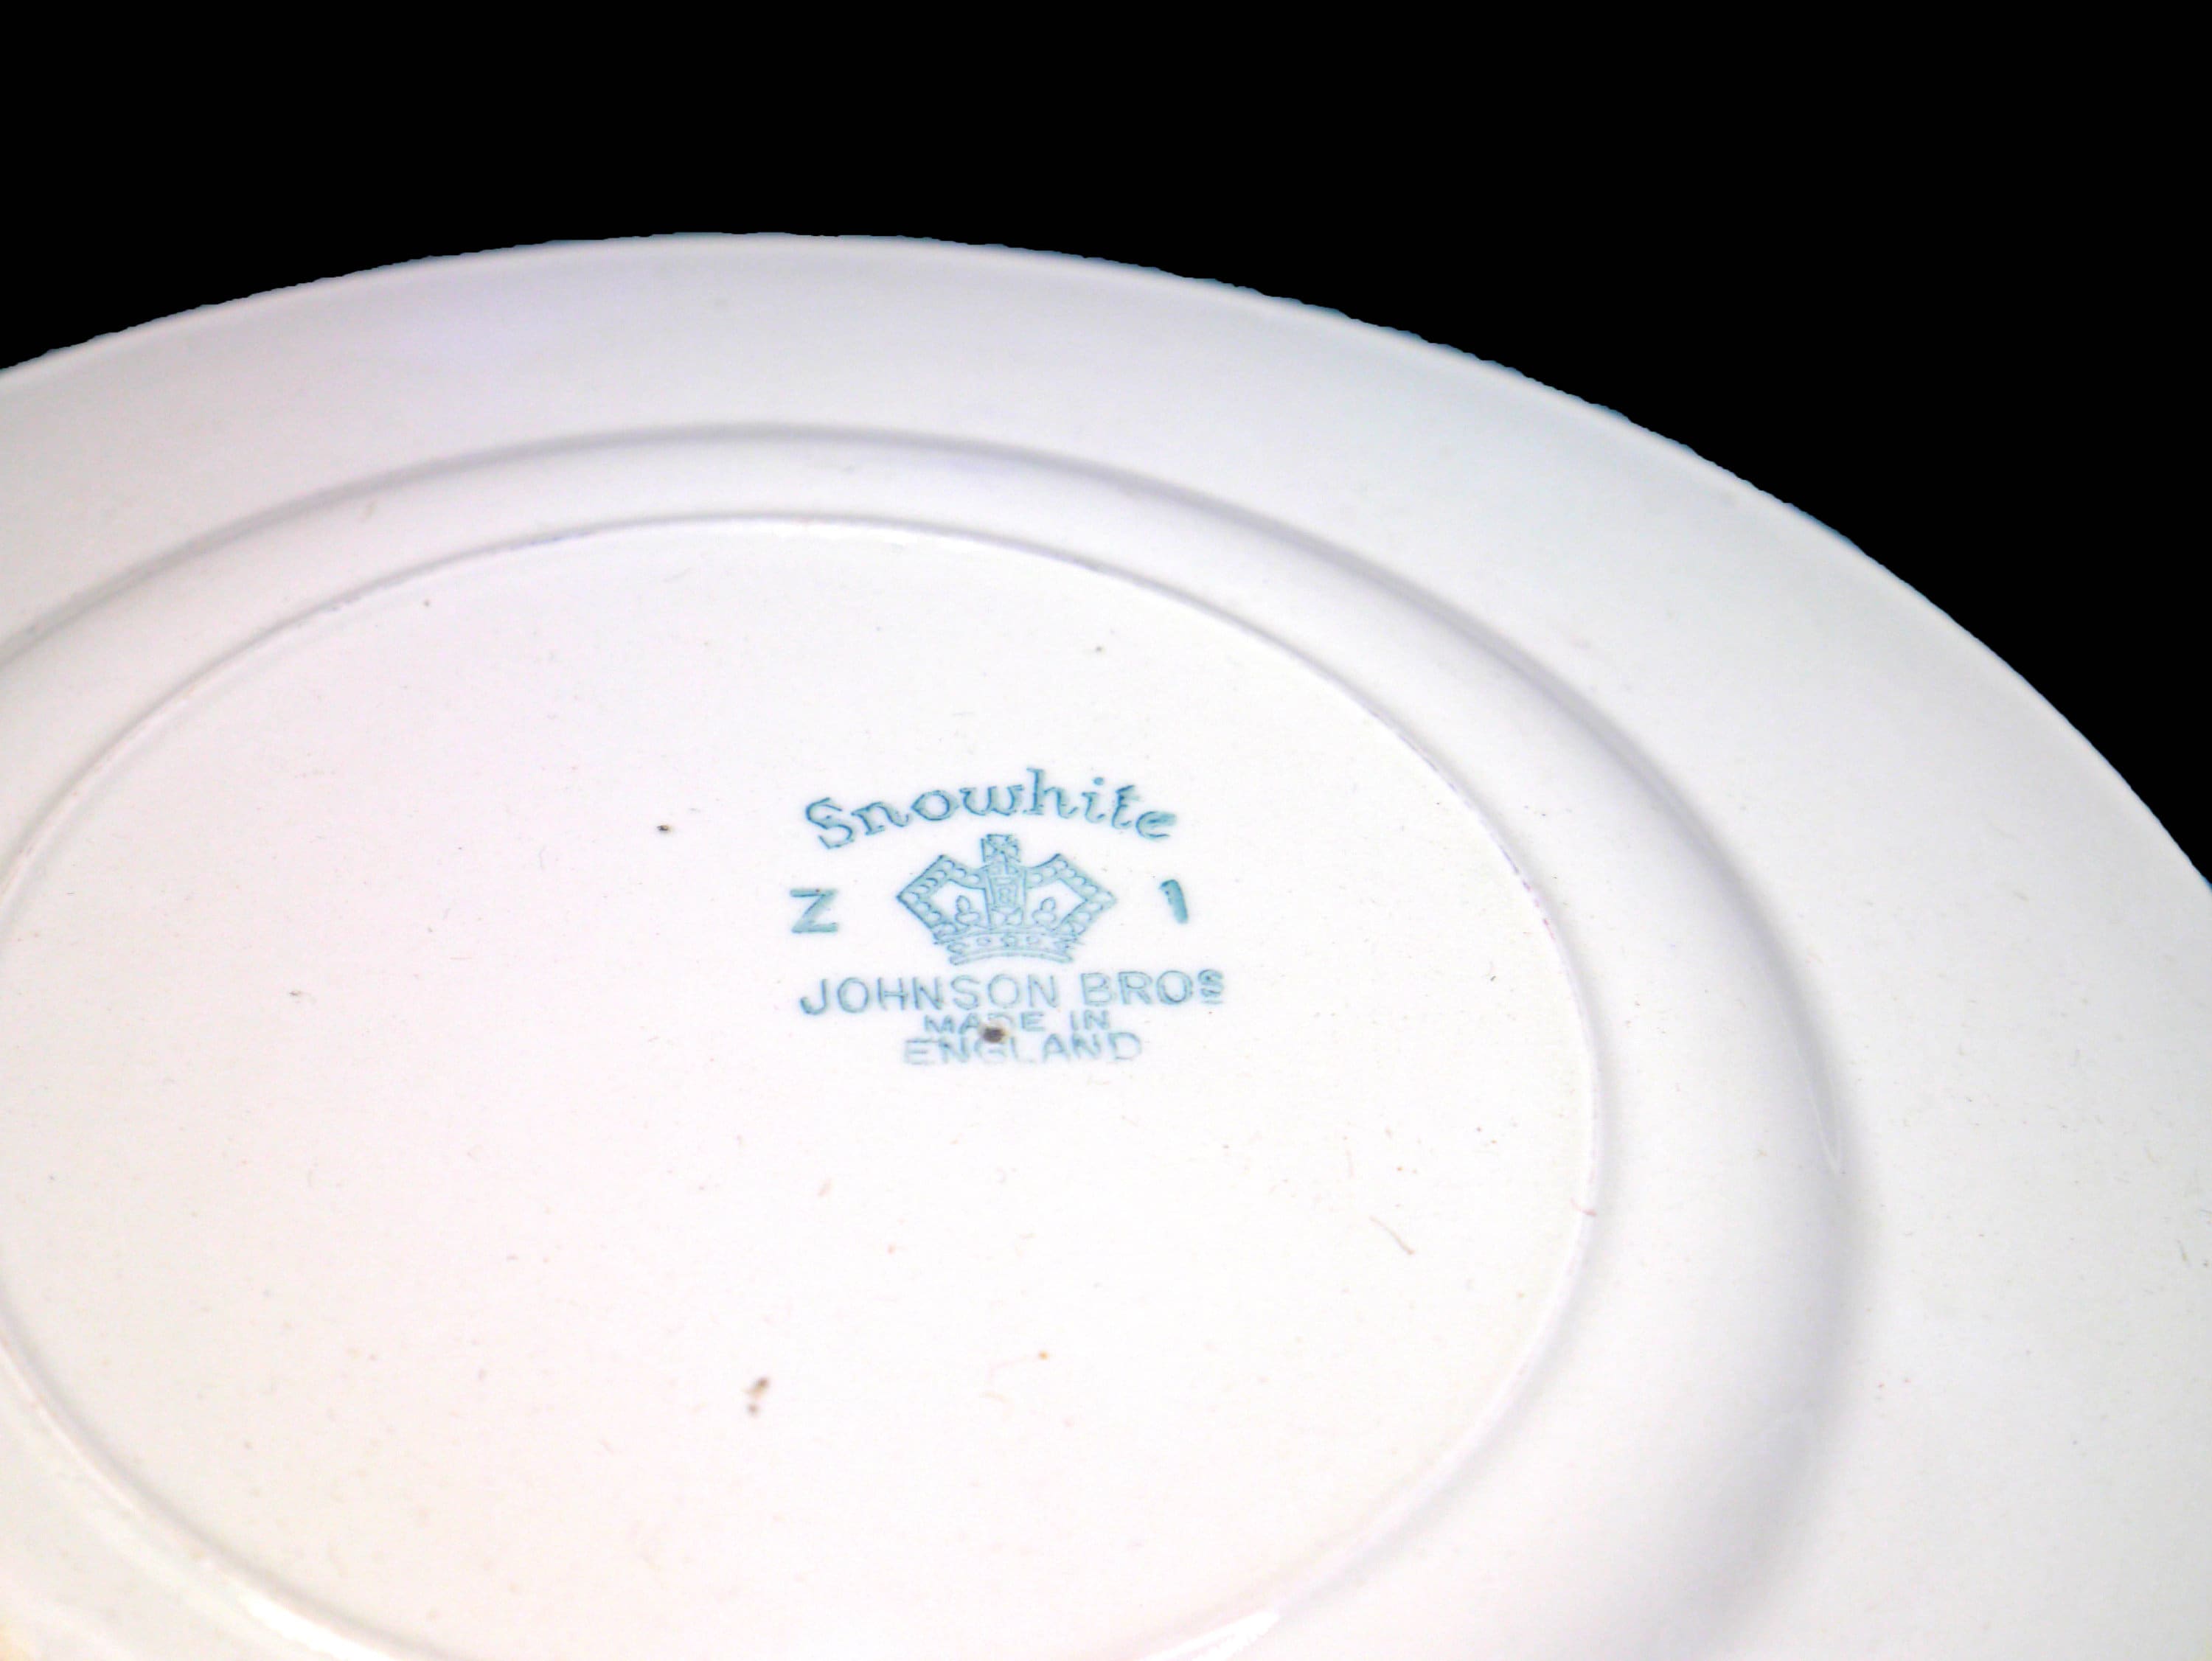 Snowhite
Z 1
JOHNSON BROS
MADE IN
ENGLAND